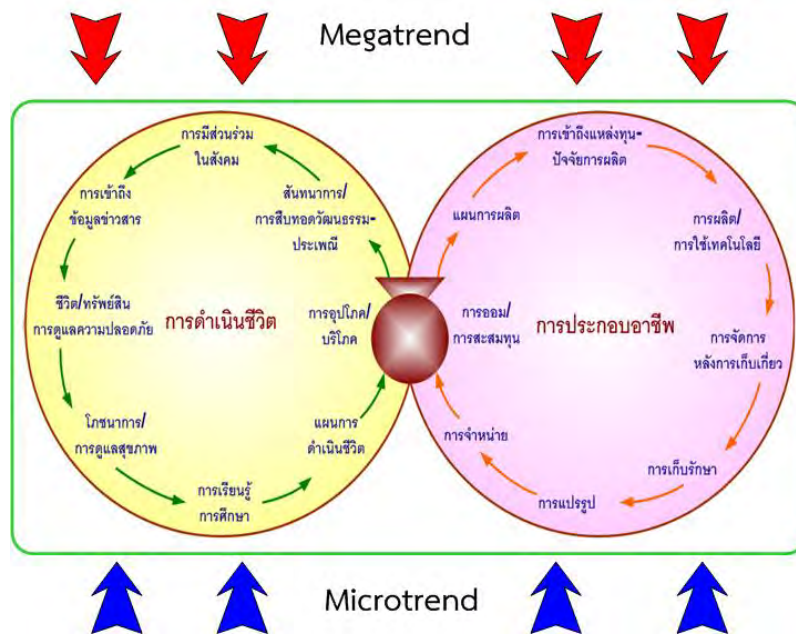 Megatrend
การมีส่วนร่วม
ในสังคม
การเข้าถึง
ข้อมูลข่าวสาร
สันทนาการ/
การสืบทอดวัฒนธรรม-
ประเพณี
ชีวิต/ทรัพย์สิน
การดูแลความปลอดภัย
การดำเนินชีวิต
การอุปโภค/
บริโภค
โภชนาการ/
การดูแลสุขภาพ
แผนการ
ดำเนินชีวิต
การเรียนรู้
การศึกษา
การเข้าถึงแหล่งทุน-
ปัจจัยการผลิต
แผนการผลิต
การผลิต/
การใช้เทคโนโลยี
การออม/
การสะสมทุน
การประกอบอาชีพ
การจัดการ
หลังการเก็บเกี่ยว
การจำหน่าย
การเก็บรักษา
การแปรรูป
Microtrend